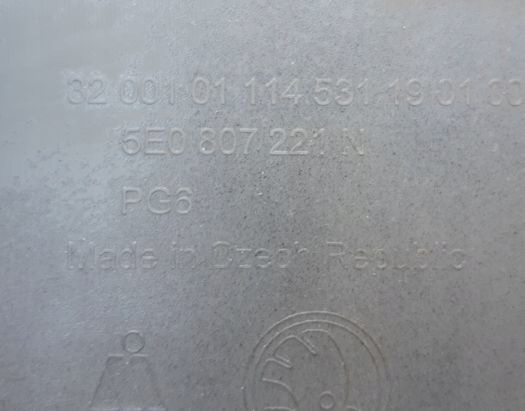 32 001 01 114 531 19 01 00
5E0 807 221 N
PG6
Made in Czech Republic